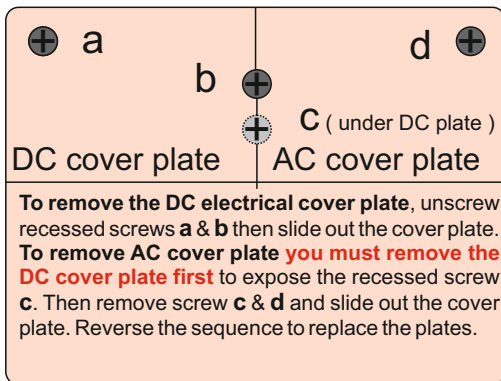 a
d
b
c ( under DC plate )
DC cover plate
AC cover plate
To remove the DC electrical cover plate, unscrew
recessed screws a & b then slide out the cover plate.
To remove AC cover plate you must remove the
DC cover plate first to expose the recessed screw
c. Then remove screw c & d and slide out the cover
plate. Reverse the sequence to replace the plates.